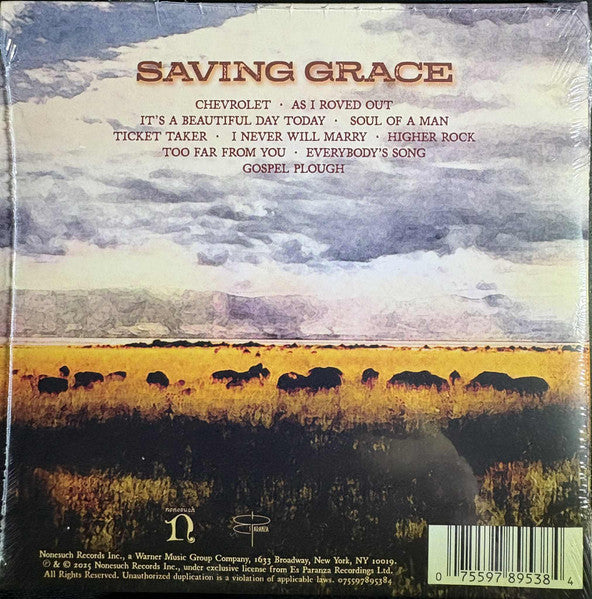 SAVING GRACE
CHEVROLET · AS I ROVED OUT
IT'S A BEAUTIFUL DAY TODAY · SOUL OF A MAN
TICKET TAKER · I NEVER WILL MARRY · HIGHER ROCK
TOO FAR FROM YOU · EVERYBODY'S SONG
GOSPEL PLOUGH
nonesuch
n
ES PARANZA
Nonesuch Records Inc., a Warner Music Group Company, 1633 Broadway, New York, NY 10019.
℗ & © 2025 Nonesuch Records Inc., under exclusive license from Es Paranza Recordings Ltd.
All Rights Reserved. Unauthorized duplication is a violation of applicable laws. 075597895384
0 75597 89538 4